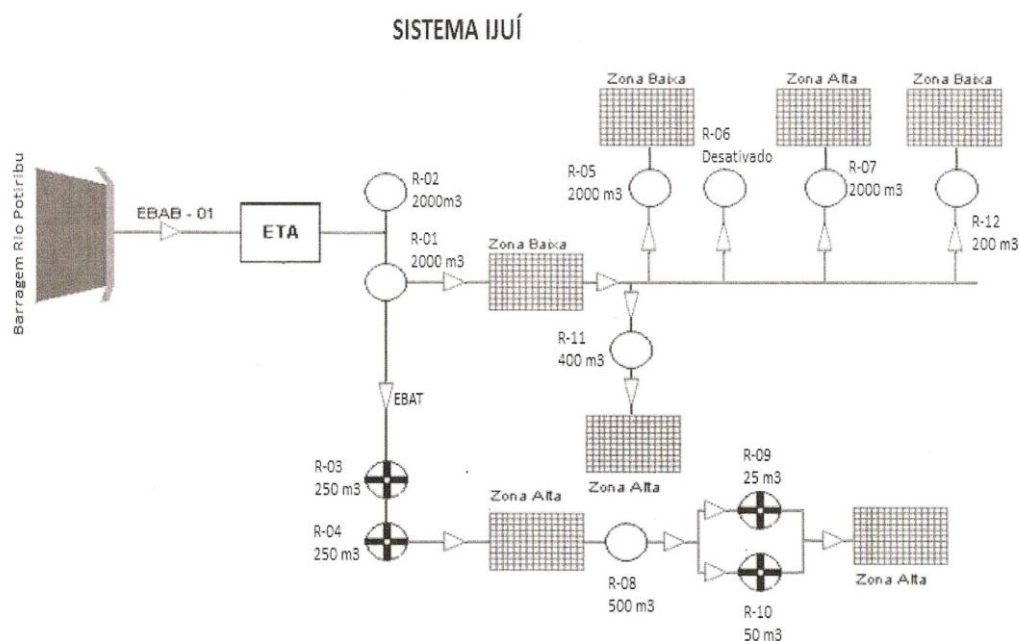 SISTEMA IJUÍ
Zona Baixa
Zona Alta
Zona Baixa
R-06
Desativado
R-05
2000 m3
R-07
2000 m3
R-12
200 m3
R-02
2000m3
Barragem Rio Potiribu
EBAB - 01
ETA
R-01
2000 m3
Zona Baixa
R-11
400 m3
EBAT
Zona Alta
R-03
250 m3
R-04
250 m3
Zona Alta
R-09
25 m3
R-08
500 m3
R-10
50 m3
Zona Alta